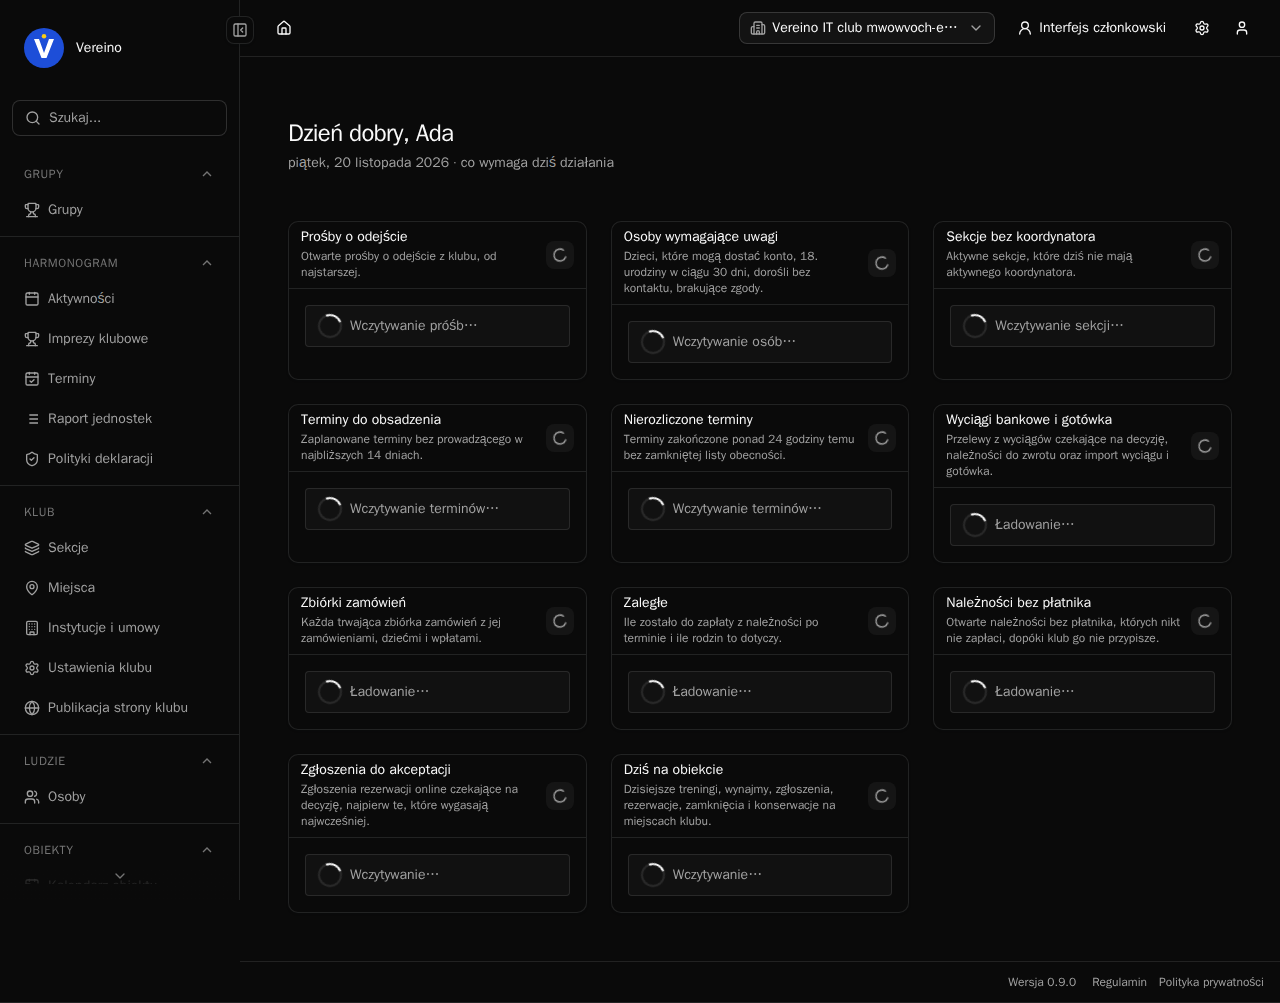 Vereino
Vereino IT club mwowvoch-e…
Interfejs członkowski
Szukaj...
GRUPY
Grupy
HARMONOGRAM
Aktywności
Imprezy klubowe
Terminy
Raport jednostek
Polityki deklaracji
KLUB
Sekcje
Miejsca
Instytucje i umowy
Ustawienia klubu
Publikacja strony klubu
LUDZIE
Osoby
OBIEKTY
Dzień dobry, Ada
piątek, 20 listopada 2026 · co wymaga dziś działania
Prośby o odejście
Otwarte prośby o odejście z klubu, od
najstarszej.
Wczytywanie próśb…
Osoby wymagające uwagi
Dzieci, które mogą dostać konto, 18.
urodziny w ciągu 30 dni, dorośli bez
kontaktu, brakujące zgody.
Wczytywanie osób…
Sekcje bez koordynatora
Aktywne sekcje, które dziś nie mają
aktywnego koordynatora.
Wczytywanie sekcji…
Terminy do obsadzenia
Zaplanowane terminy bez prowadzącego w
najbliższych 14 dniach.
Wczytywanie terminów…
Nierozliczone terminy
Terminy zakończone ponad 24 godziny temu
bez zamkniętej listy obecności.
Wczytywanie terminów…
Wyciągi bankowe i gotówka
Przelewy z wyciągów czekające na decyzję,
należności do zwrotu oraz import wyciągu i
gotówka.
Ładowanie…
Zbiórki zamówień
Każda trwająca zbiórka zamówień z jej
zamówieniami, dziećmi i wpłatami.
Ładowanie…
Zaległe
Ile zostało do zapłaty z należności po
terminie i ile rodzin to dotyczy.
Ładowanie…
Należności bez płatnika
Otwarte należności bez płatnika, których nikt
nie zapłaci, dopóki klub go nie przypisze.
Ładowanie…
Zgłoszenia do akceptacji
Zgłoszenia rezerwacji online czekające na
decyzję, najpierw te, które wygasają
najwcześniej.
Wczytywanie…
Dziś na obiekcie
Dzisiejsze treningi, wynajmy, zgłoszenia,
rezerwacje, zamknięcia i konserwacje na
miejscach klubu.
Wczytywanie…
Wersja 0.9.0
Regulamin
Polityka prywatności